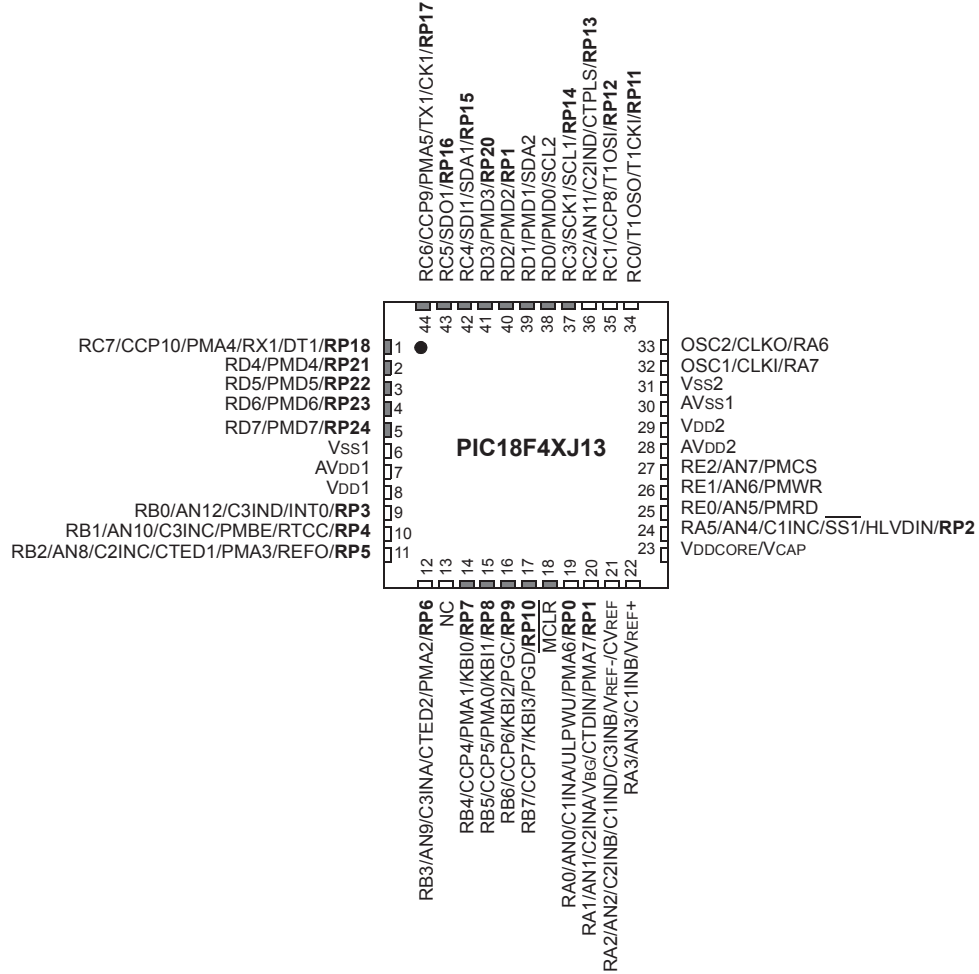 RC6/CCP9/PMA5/TX1/CK1/RP17
RC5/SDO1/RP16
RC4/SDI1/SDA1/RP15
RD3/PMD3/RP20
RD2/PMD2/RP1
RD1/PMD1/SDA2
RD0/PMD0/SCL2
RC3/SCK1/SCL1/RP14
RC2/AN11/C2IND/CTPLS/RP13
RC1/CCP8/T1OSI/RP12
RC0/T1OSO/T1CKI/RP11
44
43
42
41
40
39
38
37
36
35
34
RC7/CCP10/PMA4/RX1/DT1/RP18 1
RD4/PMD4/RP21 2
RD5/PMD5/RP22 3
RD6/PMD6/RP23 4
RD7/PMD7/RP24 5
VSS1 6
AVDD1 7
VDD1 8
RB0/AN12/C3IND/INT0/RP3 9
RB1/AN10/C3INC/PMBE/RTCC/RP4 10
RB2/AN8/C2INC/CTED1/PMA3/REFO/RP5 11
PIC18F4XJ13
33 OSC2/CLKO/RA6
32 OSC1/CLKI/RA7
31 VSS2
30 AVSS1
29 VDD2
28 AVDD2
27 RE2/AN7/PMCS
26 RE1/AN6/PMWR
25 RE0/AN5/PMRD
24 RA5/AN4/C1INC/SS1/HLVDIN/RP2
23 VDDCORE/VCAP
12
13
14
15
16
17
18
19
20
21
22
RB3/AN9/C3INA/CTED2/PMA2/RP6
NC
RB4/CCP4/PMA1/KBI0/RP7
RB5/CCP5/PMA0/KBI1/RP8
RB6/CCP6/KBI2/PGC/RP9
RB7/CCP7/KBI3/PGD/RP10
MCLR
RA0/AN0/C1INA/ULPWU/PMA6/RP0
RA1/AN1/C2INA/VBG/CTDIN/PMA7/RP1
RA2/AN2/C2INB/C1IND/C3INB/VREF-/CVREF
RA3/AN3/C1INB/VREF+